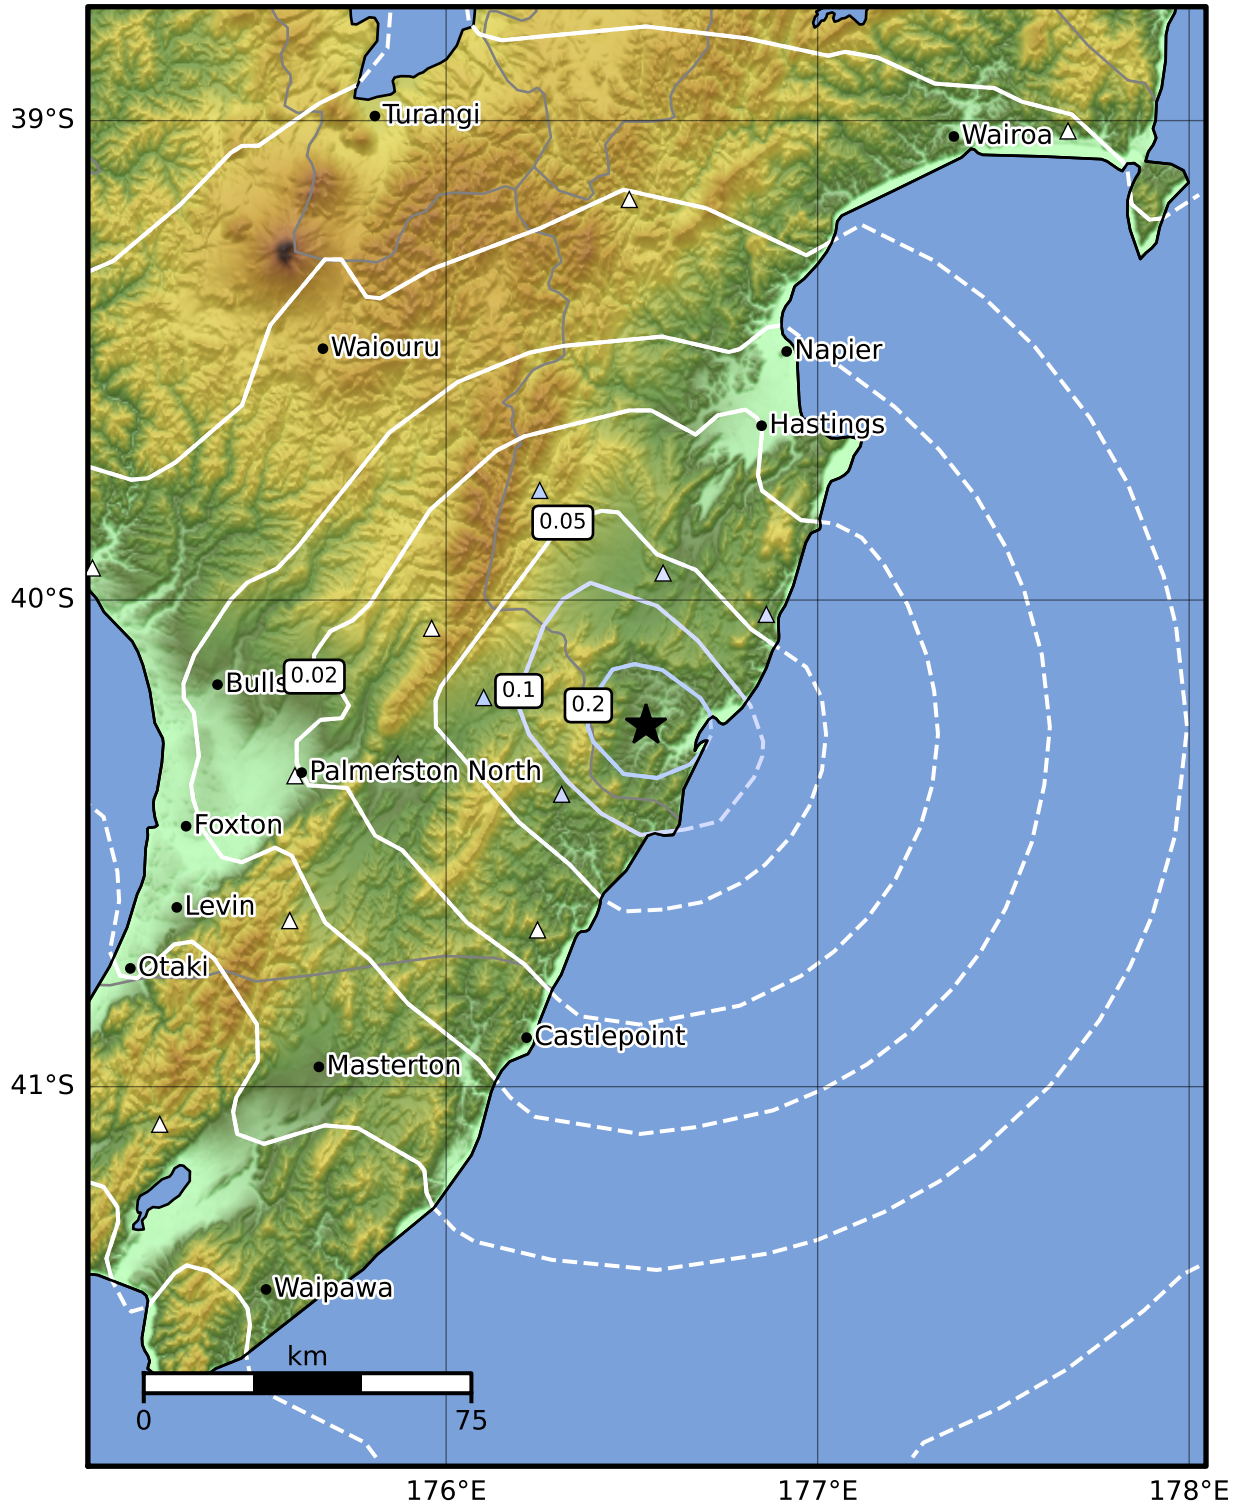 Turangi
39°S
Wairoa
Waiouru
Napier
Hastings
0.05
40°S
0.02
Bulls
0.1
0.2
Palmerston North
Foxton
Levin
Otaki
Castlepoint
Masterton
41°S
Waipawa
km
0 75
176°E 177°E 178°E